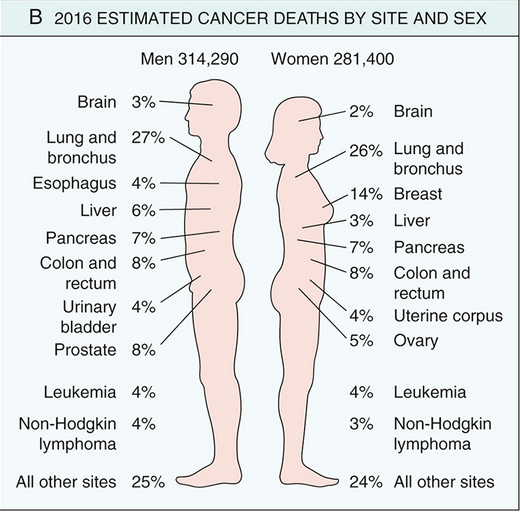 B 2016 ESTIMATED CANCER DEATHS BY SITE AND SEX
Men 314,290
Women 281,400
Brain 3%
Lung and 27%
bronchus
Esophagus 4%
Liver 6%
Pancreas 7%
Colon and 8%
rectum
Urinary 4%
bladder
Prostate 8%
Leukemia 4%
Non-Hodgkin 4%
lymphoma
All other sites 25%
2% Brain
26% Lung and
bronchus
14% Breast
3% Liver
7% Pancreas
8% Colon and
rectum
4% Uterine corpus
5% Ovary
4% Leukemia
3% Non-Hodgkin
lymphoma
24% All other sites